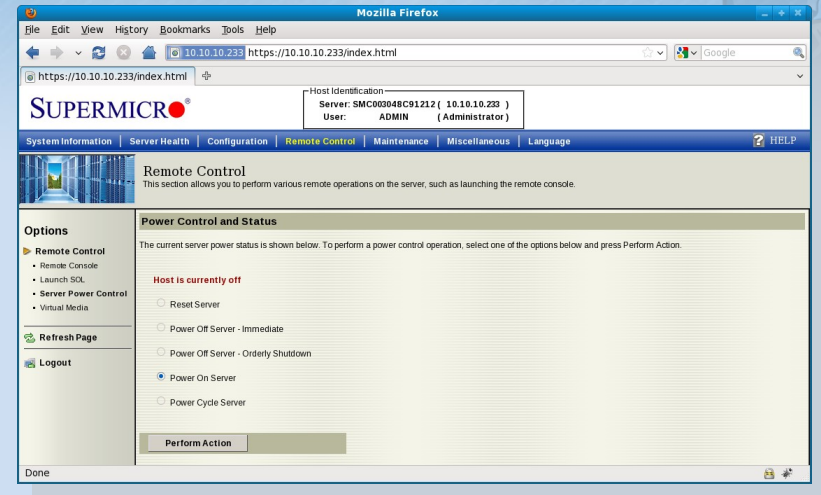 Mozilla Firefox
File Edit View History Bookmarks Tools Help
10.10.10.233 https://10.10.10.233/index.html
Google
https://10.10.10.233/index.html
SUPERMICRO®
Host Identification
Server: SMC003048C91212 ( 10.10.10.233 )
User: ADMIN ( Administrator )
System Information | Server Health | Configuration | Remote Control | Maintenance | Miscellaneous | Language
? HELP
Remote Control
This section allows you to perform various remote operations on the server, such as launching the remote console.
Options
Remote Control
Remote Console
Launch SOL
Server Power Control
Virtual Media
Refresh Page
Logout
Power Control and Status
The current server power status is shown below. To perform a power control operation, select one of the options below and press Perform Action.
Host is currently off
Reset Server
Power Off Server - Immediate
Power Off Server - Orderly Shutdown
Power On Server
Power Cycle Server
Perform Action
Done